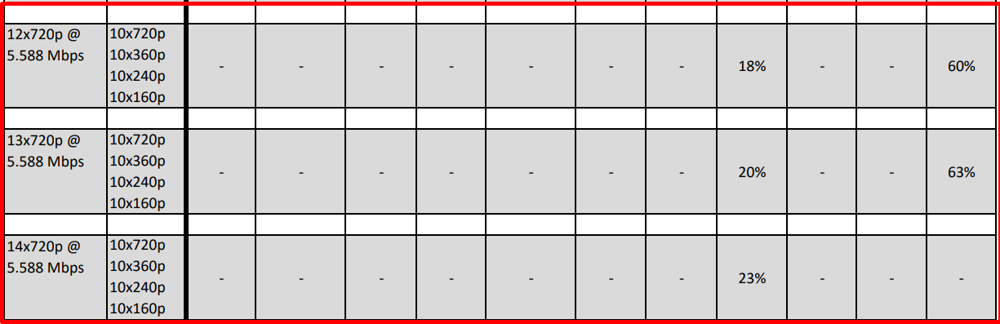 12x720p @
5.588 Mbps
10x720p
10x360p
10x240p
10x160p
- - - - - - - 18% - - 60%
13x720p @
5.588 Mbps
10x720p
10x360p
10x240p
10x160p
- - - - - - - 20% - - 63%
14x720p @
5.588 Mbps
10x720p
10x360p
10x240p
10x160p
- - - - - - - 23% - - -